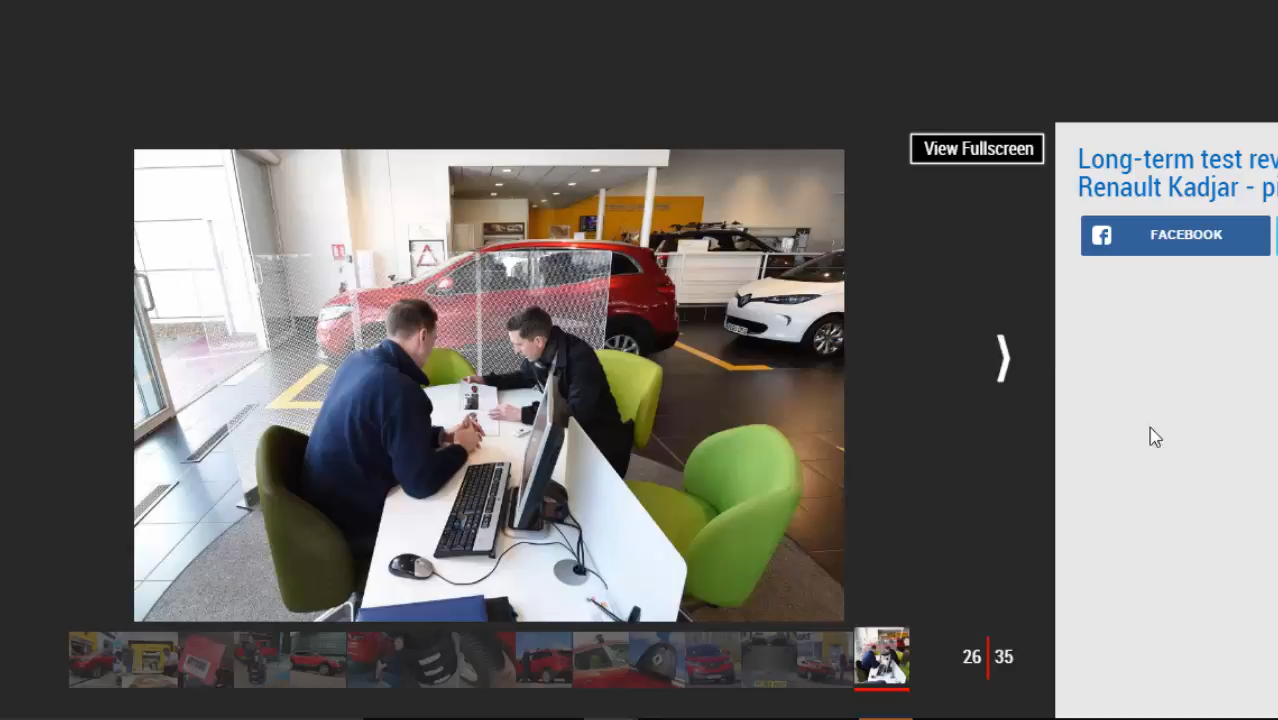 View Fullscreen
Long-term test rev
Renault Kadjar - pi
FACEBOOK
26
35